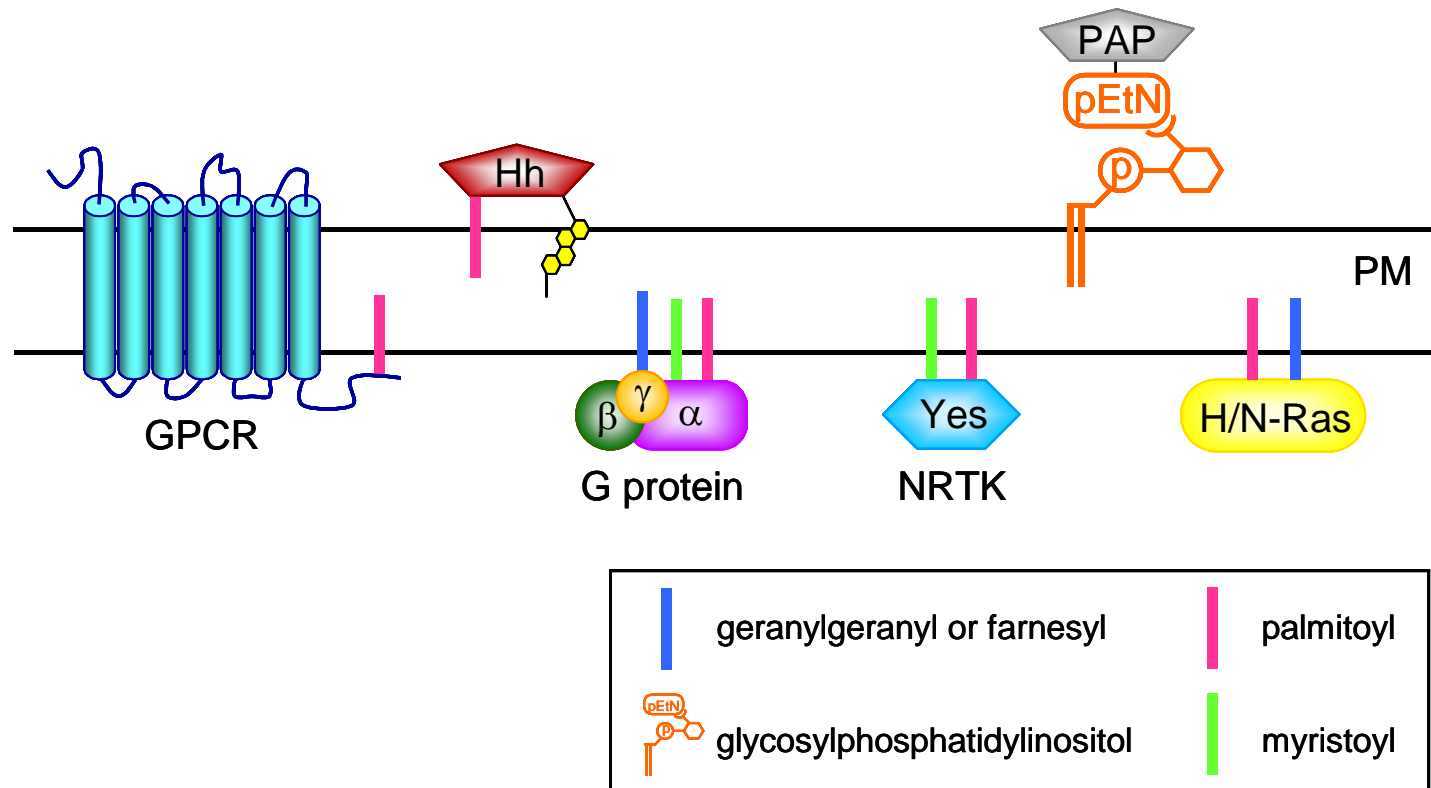 PAP
pEtN
Hh
p
PM
GPCR
β γ α
Yes
H/N-Ras
G protein
NRTK
geranylgeranyl or farnesyl
palmitoyl
pEtN
p
glycosylphosphatidylinositol
myristoyl